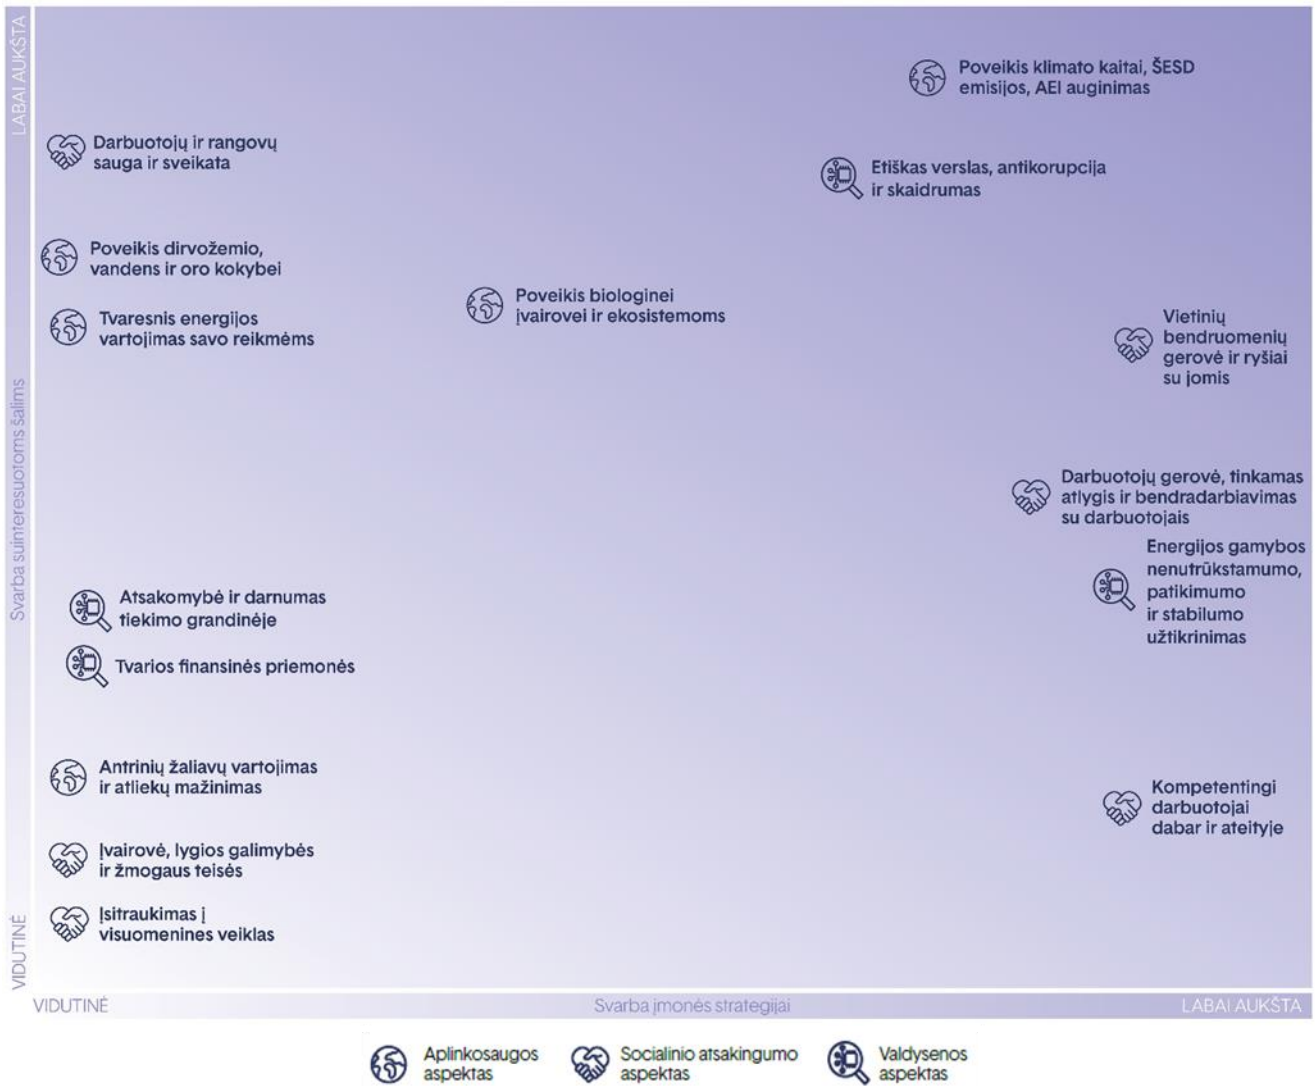 LABAI AUKŠTA
Svarba suinteresuotoms šalims
VIDUTINĖ
Poveikis klimato kaitai, ŠESD
emisijos, AEI auginimas
Darbuotojų ir rangovų
sauga ir sveikata
Etiškas verslas, antikorupcija
ir skaidrumas
Poveikis dirvožemio,
vandens ir oro kokybei
Poveikis biologinei
įvairovei ir ekosistemoms
Tvaresnis energijos
vartojimas savo reikmėms
Vietinių
bendruomenių
gerovė ir ryšiai
su jomis
Darbuotojų gerovė, tinkamas
atlygis ir bendradarbiavimas
su darbuotojais
Energijos gamybos
nenutrūkstamumo,
patikimumo
ir stabilumo
užtikrinimas
Atsakomybė ir darnumas
tiekimo grandinėje
Tvarios finansinės priemonės
Antrinių žaliavų vartojimas
ir atliekų mažinimas
Kompetentingi
darbuotojai
dabar ir ateityje
Įvairovė, lygios galimybės
ir žmogaus teisės
Įsitraukimas į
visuomenines veiklas
VIDUTINĖ
Svarba įmonės strategijai
LABAI AUKŠTA
Aplinkosaugos
aspektas
Socialinio atsakingumo
aspektas
Valdysenos
aspektas